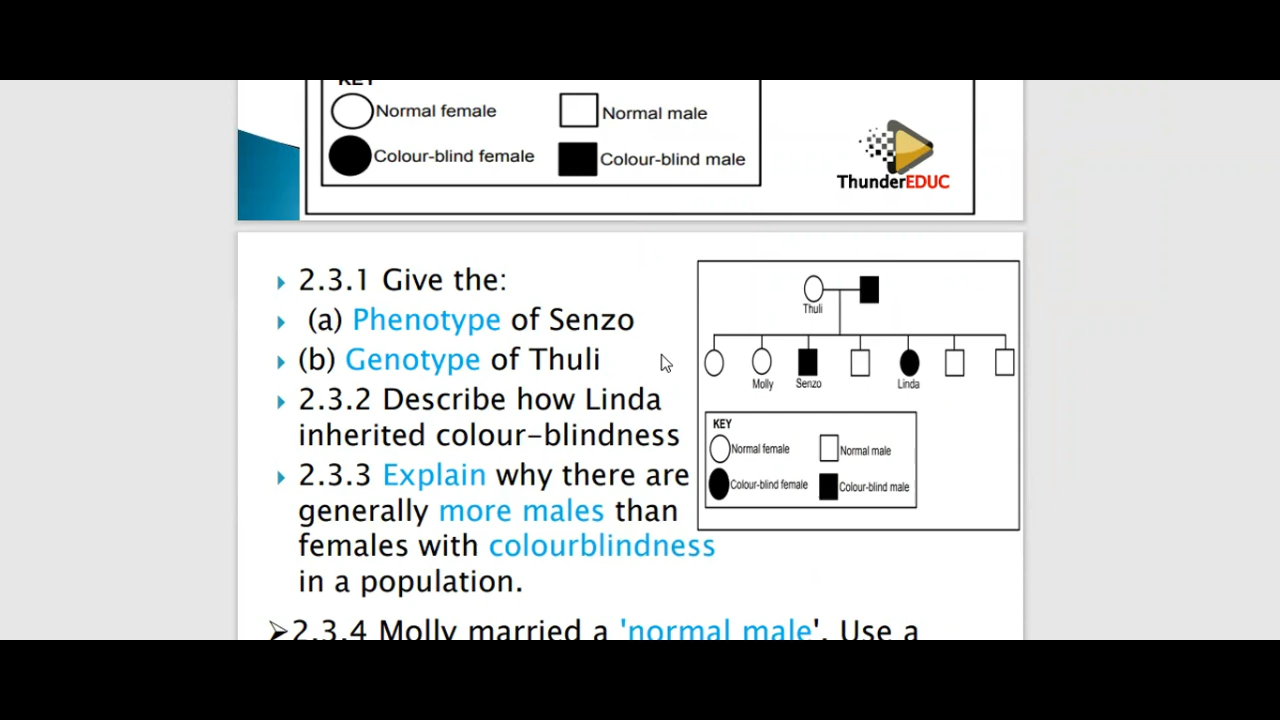 KEY
Normal female
Normal male
Colour-blind female
Colour-blind male
ThunderEDUC
2.3.1 Give the:
(a) Phenotype of Senzo
(b) Genotype of Thuli
2.3.2 Describe how Linda
inherited colour-blindness
2.3.3 Explain why there are
generally more males than
females with colourblindness
in a population.
2.3.4 Molly married a 'normal male'. Use a
Thuli
Molly
Senzo
Linda
KEY
Normal female
Normal male
Colour-blind female
Colour-blind male